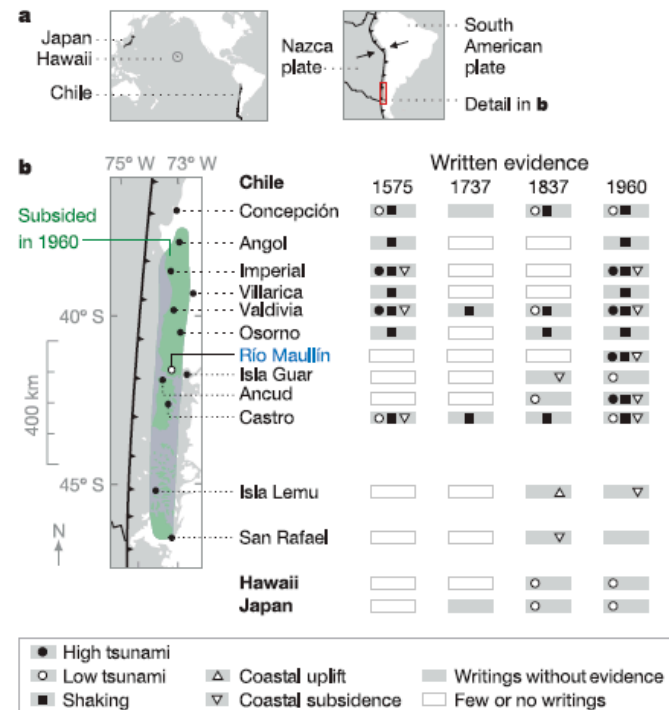 a
Japan
Hawaii
Chile
Nazca
plate
South
American
plate
Detail in b
b
75° W 73° W
Written evidence
Chile 1575 1737 1837 1960
Subsided
in 1960
Concepción
Angol
Imperial
Villarica
40° S
Valdivia
Osorno
Río Maullín
Isla Guar
Ancud
Castro
400 km
45° S
Isla Lemu
San Rafael
N
Hawaii
Japan
High tsunami
Low tsunami
Coastal uplift
Writings without evidence
Shaking
Coastal subsidence
Few or no writings